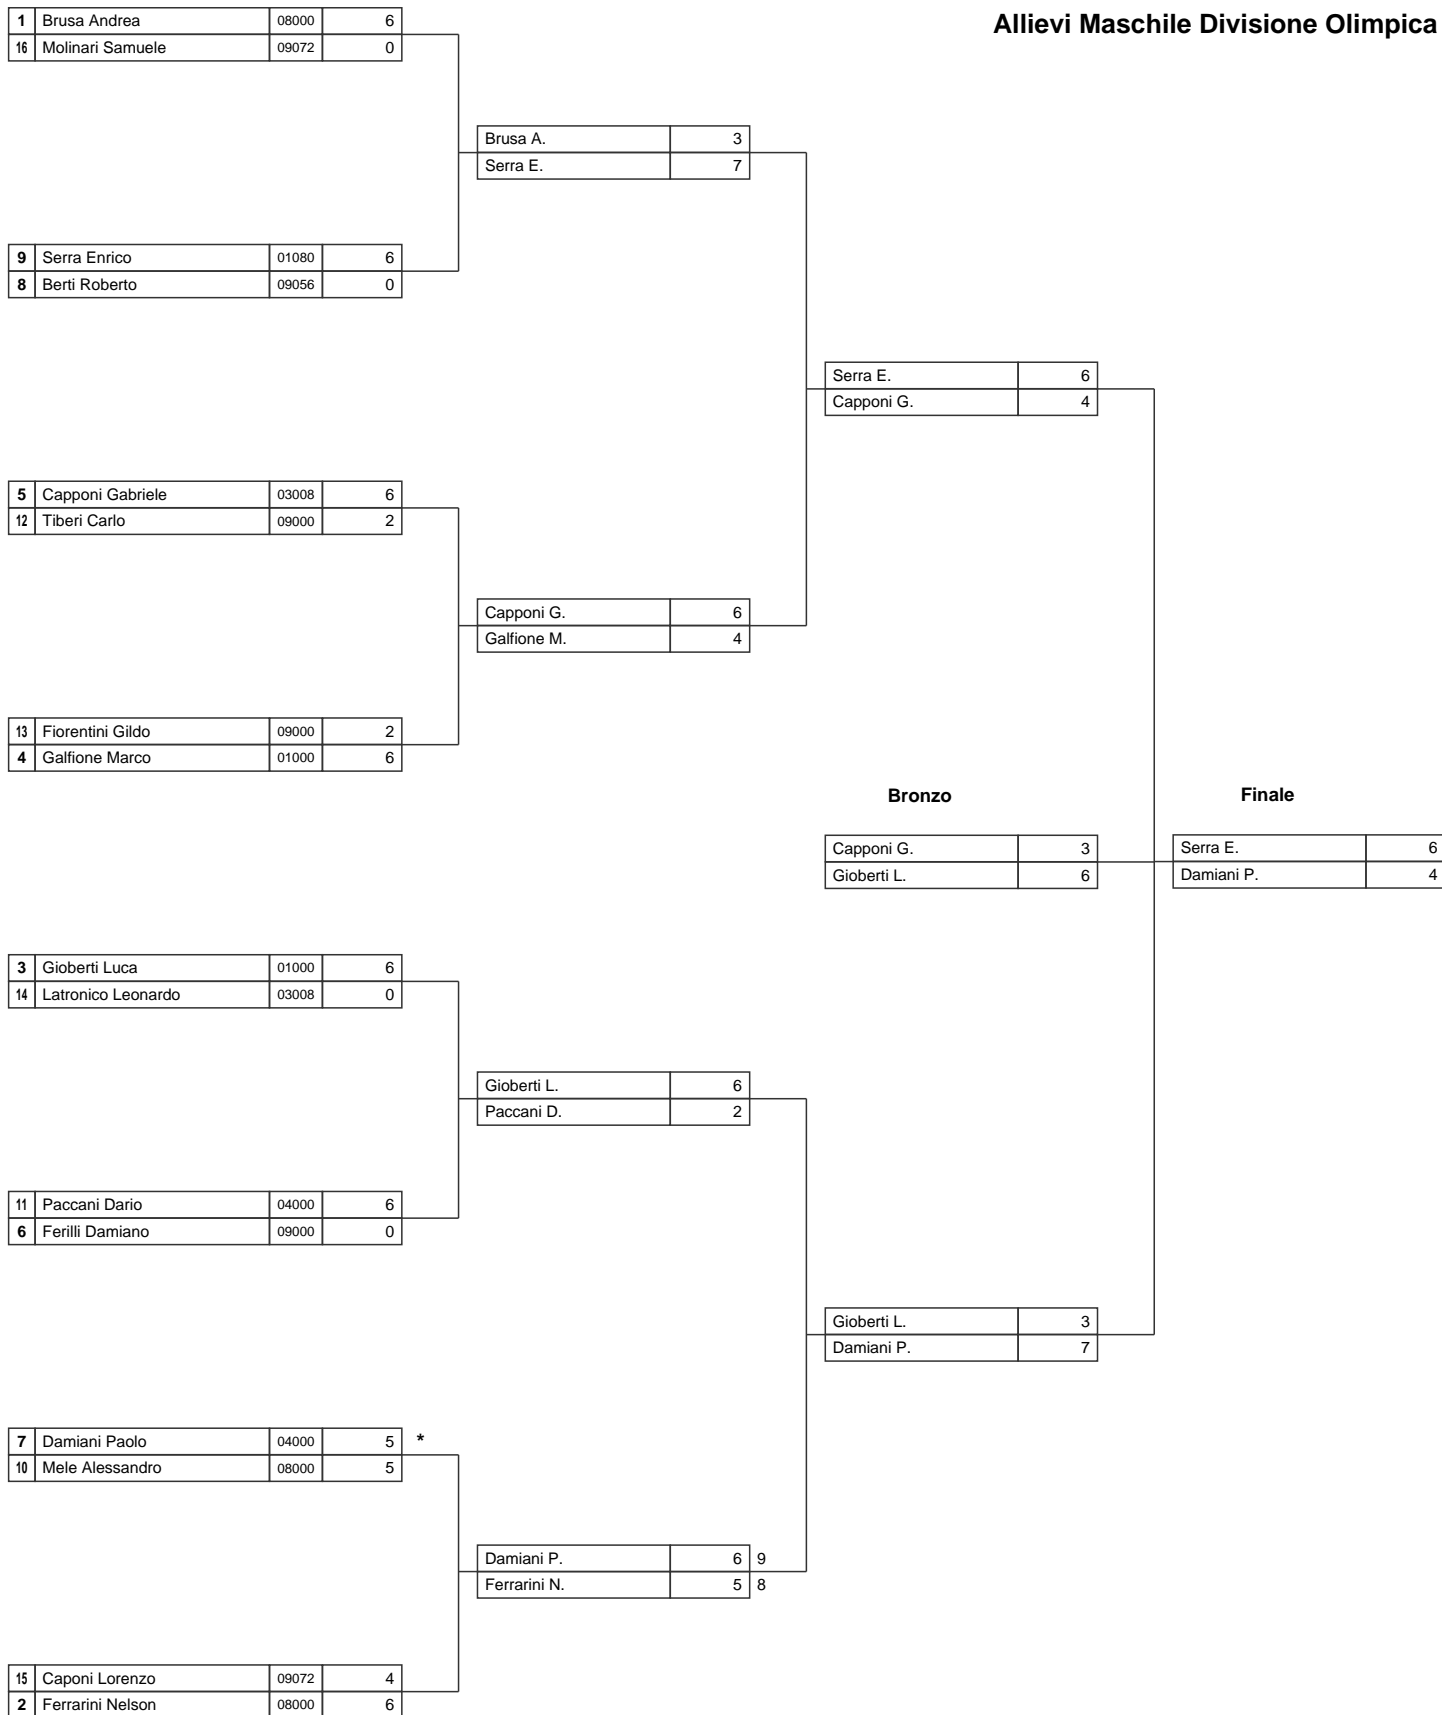 Allievi Maschile Divisione Olimpica
1 Brusa Andrea 08000 6
16 Molinari Samuele 09072 0
Brusa A. 3
Serra E. 7
9 Serra Enrico 01080 6
8 Berti Roberto 09056 0
Serra E. 6
Capponi G. 4
5 Capponi Gabriele 03008 6
12 Tiberi Carlo 09000 2
Capponi G. 6
Galfione M. 4
13 Fiorentini Gildo 09000 2
4 Galfione Marco 01000 6
Bronzo Finale
Capponi G. 3 Serra E. 6
Gioberti L. 6 Damiani P. 4
3 Gioberti Luca 01000 6
14 Latronico Leonardo 03008 0
Gioberti L. 6
Paccani D. 2
11 Paccani Dario 04000 6
6 Ferilli Damiano 09000 0
Gioberti L. 3
Damiani P. 7
7 Damiani Paolo 04000 5 *
10 Mele Alessandro 08000 5
Damiani P. 6 9
Ferrarini N. 5 8
15 Caponi Lorenzo 09072 4
2 Ferrarini Nelson 08000 6